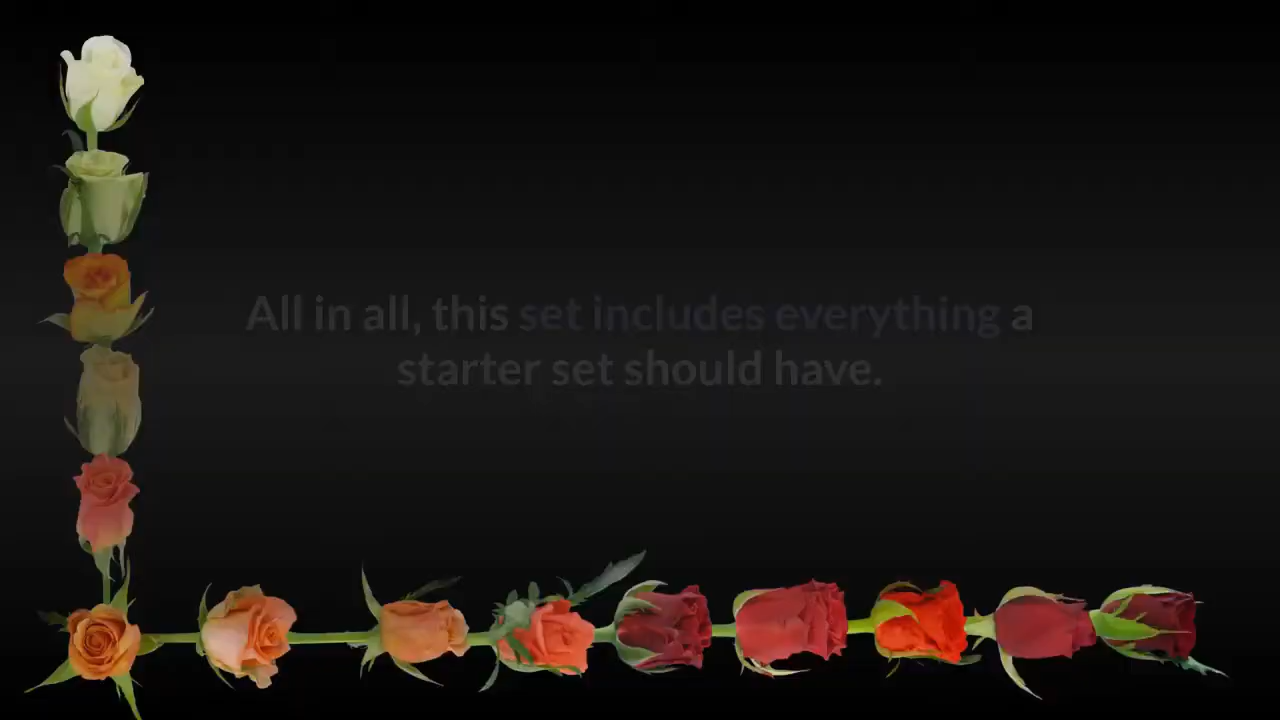 All in all, this set includes everything a
starter set should have.